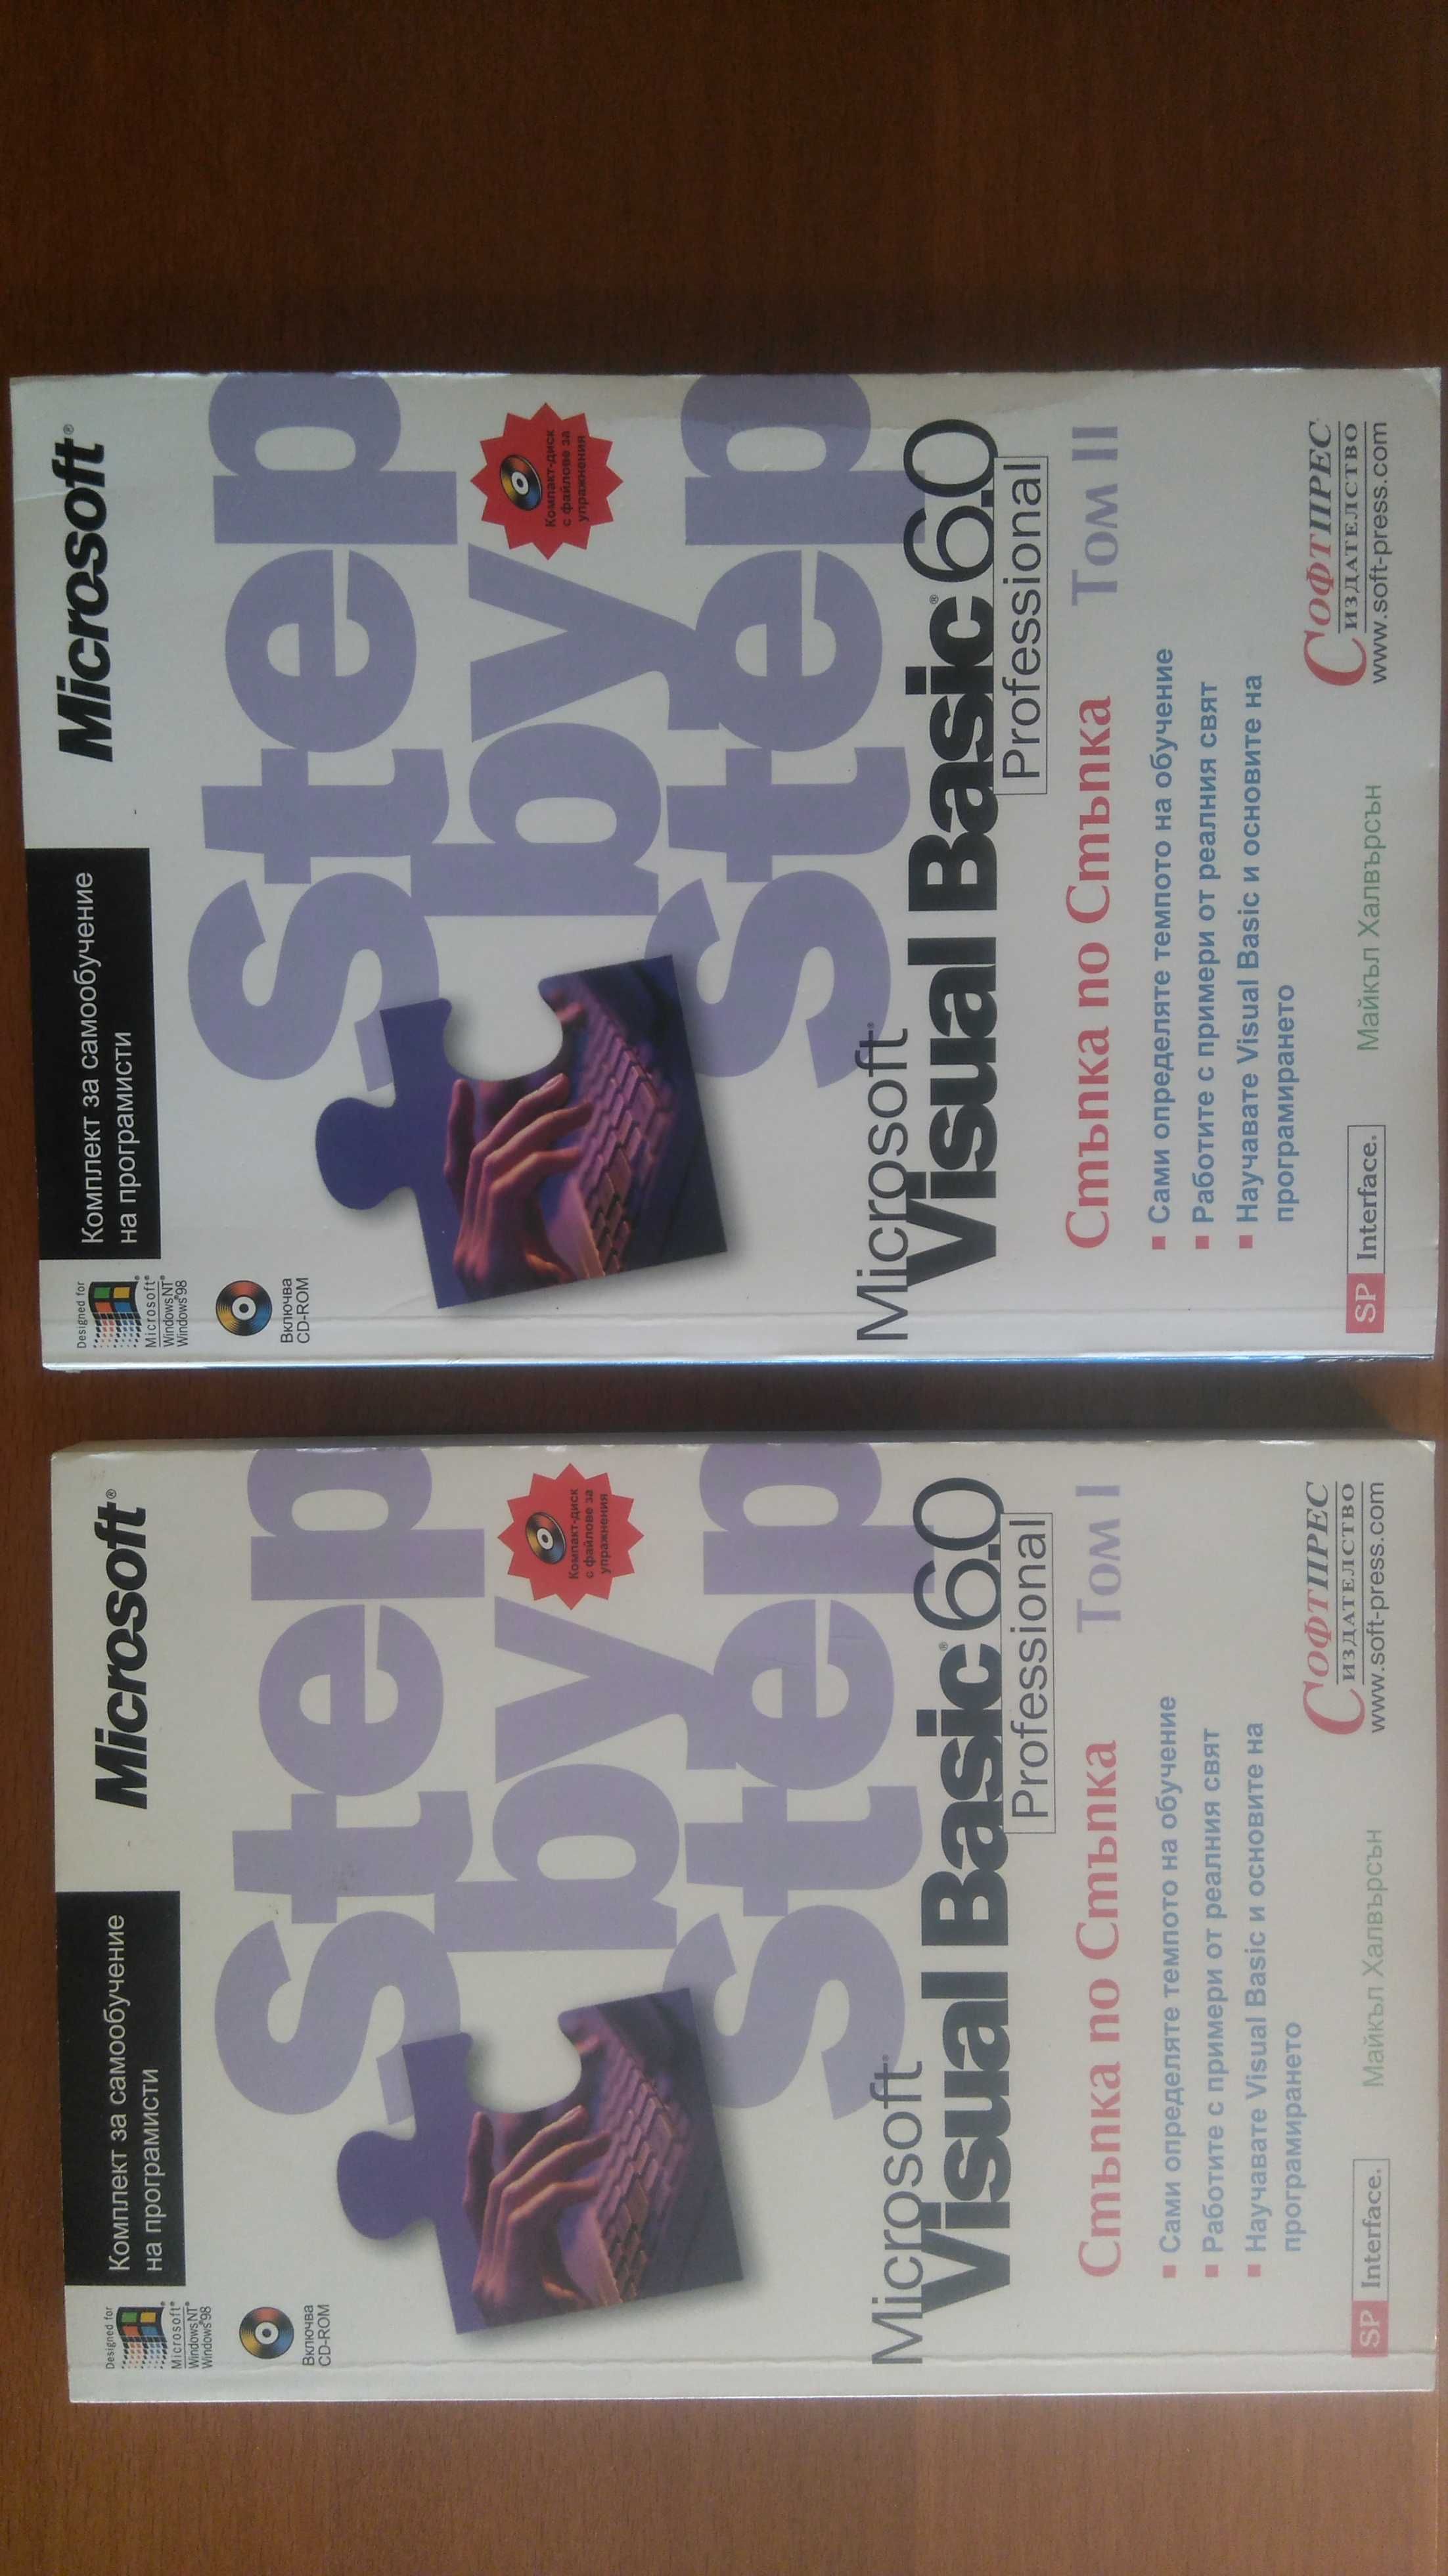 Designed for
Microsoft®
Windows NT®
Windows®98
Комплект за самообучение
на програмисти
Microsoft®
Включва
CD-ROM
Step
by
Step
Компакт-диск
с файлове за
упражнения
Microsoft®
Visual Basic® 6.0
Professional
Стъпка по Стъпка
Том I
Сами определяте темпото на обучение
Работите с примери от реалния свят
Научавате Visual Basic и основите на
програмирането
SP Interface.
Майкъл Халвърсън
СОФТПРЕС
ИЗДАТЕЛСТВО
www.soft-press.com
Designed for
Microsoft®
Windows NT®
Windows®98
Комплект за самообучение
на програмисти
Microsoft®
Включва
CD-ROM
Step
by
Step
Компакт-диск
с файлове за
упражнения
Microsoft®
Visual Basic® 6.0
Professional
Стъпка по Стъпка
Том II
Сами определяте темпото на обучение
Работите с примери от реалния свят
Научавате Visual Basic и основите на
програмирането
SP Interface.
Майкъл Халвърсън
СОФТПРЕС
ИЗДАТЕЛСТВО
www.soft-press.com